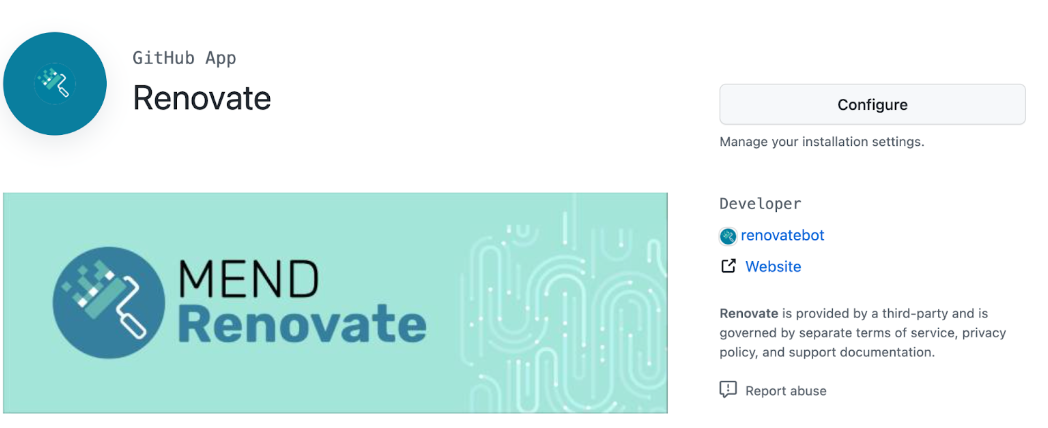 GitHub App
Renovate
Configure
Manage your installation settings.
MEND
Renovate
Developer
renovatebot
Website
Renovate is provided by a third-party and is
governed by separate terms of service, privacy
policy, and support documentation.
Report abuse